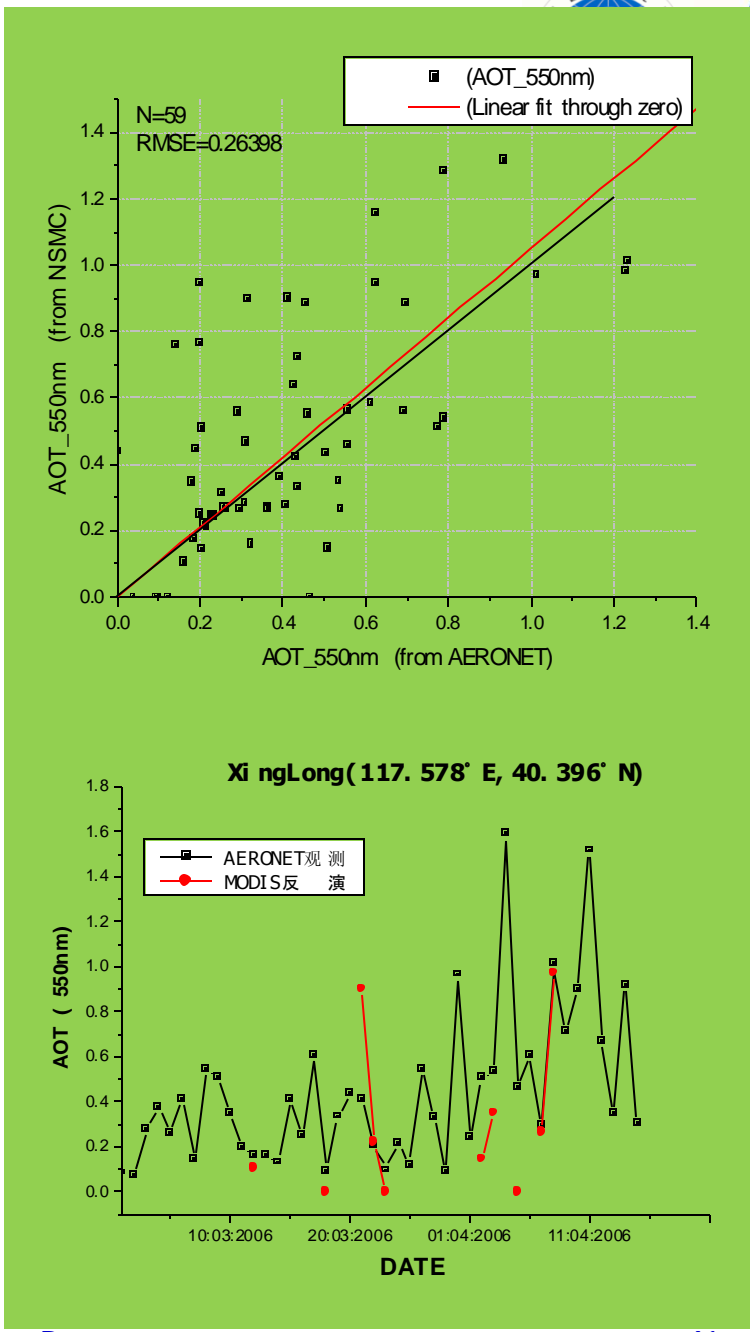 (AOT_550nm)
(Linear fit through zero)
N=59
RMSE=0.26398
AOT_550nm (from NSMC)
1.4
1.2
1.0
0.8
0.6
0.4
0.2
0.0
0.0 0.2 0.4 0.6 0.8 1.0 1.2 1.4
AOT_550nm (from AERONET)
XingLong(117.578° E, 40.396° N)
AOT ( 550nm)
1.8
1.6
1.4
1.2
1.0
0.8
0.6
0.4
0.2
0.0
AERONET观测
MODIS反 演
10:03:2006 20:03:2006 01:04:2006 11:04:2006
DATE